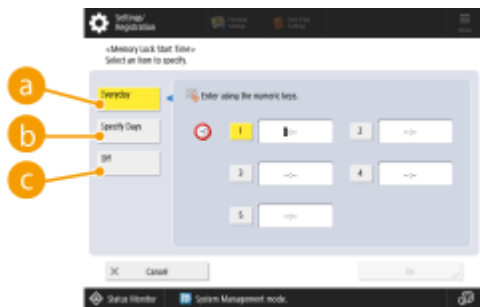 Settings/
Registration
<Memory Lock Start Time>
Select an item to specify.
a
Everyday
Enter using the numeric keys.
b
Specify Days
1
--:--
2
--:--
c
Off
3
--:--
4
--:--
5
--:--
Cancel
OK
Status Monitor
System Management mode.